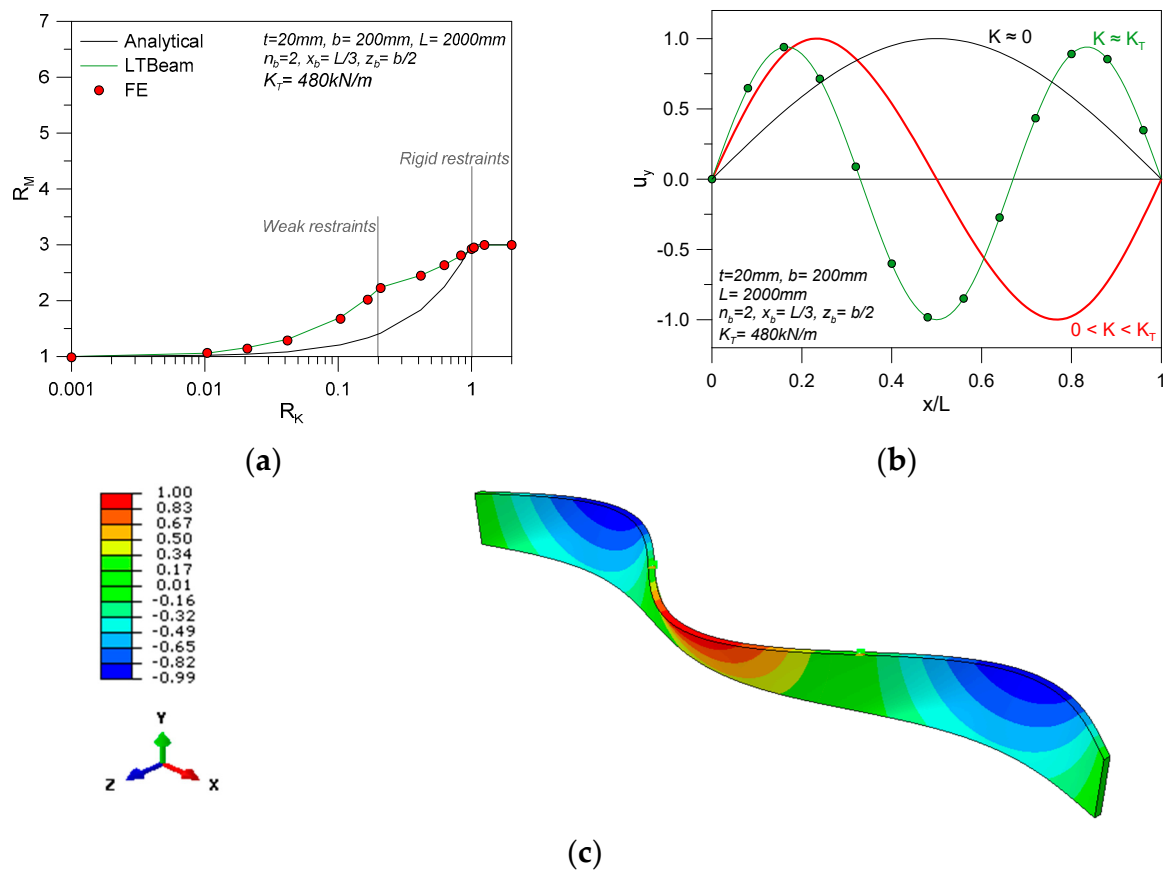 7
6
5
4
3
2
1
R_M
Analytical
LTBeam
FE
t=20mm, b= 200mm, L= 2000mm
n_b=2, x_b= L/3, z_b= b/2
K_T= 480kN/m
Rigid restraints
Weak restraints
0.001 0.01 0.1 1
R_K
(a)
1.0
0.5
0.0
-0.5
-1.0
u_y
K ≈ 0
K ≈ K_T
t=20mm, b= 200mm
L= 2000mm
n_b=2, x_b= L/3, z_b= b/2
K_T= 480kN/m
0 < K < K_T
0 0.2 0.4 0.6 0.8 1
x/L
(b)
1.00
0.83
0.67
0.50
0.34
0.17
0.01
-0.16
-0.32
-0.49
-0.65
-0.82
-0.99
Y
Z
X
(c)